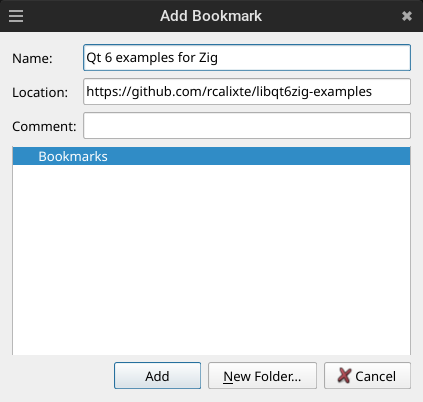 Add Bookmark
Name: Qt 6 examples for Zig
Location: https://github.com/rcalixte/libqt6zig-examples
Comment:
Bookmarks
Add New Folder... Cancel